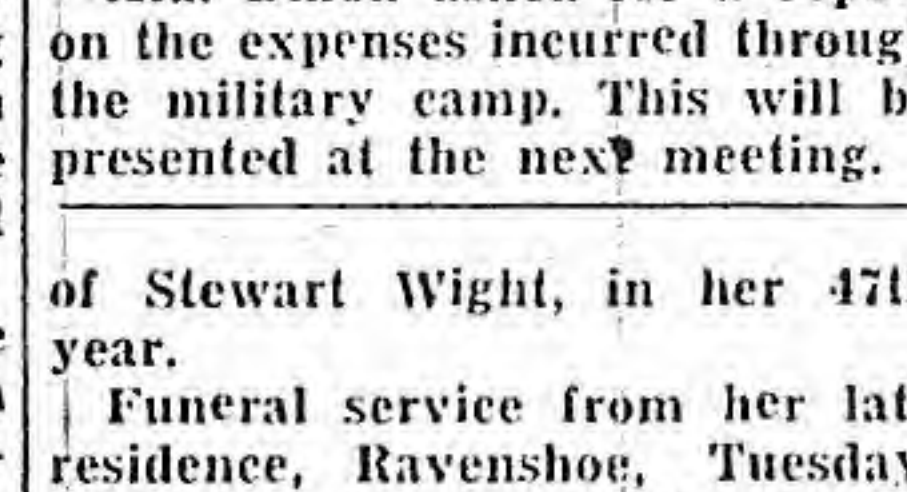 on the expenses incurred throug
the military camp. This will b
presented at the next meeting.
of Stewart Wight, in her 47t
year.
Funeral service from her lat
residence, Ravenshoe, Tuesday